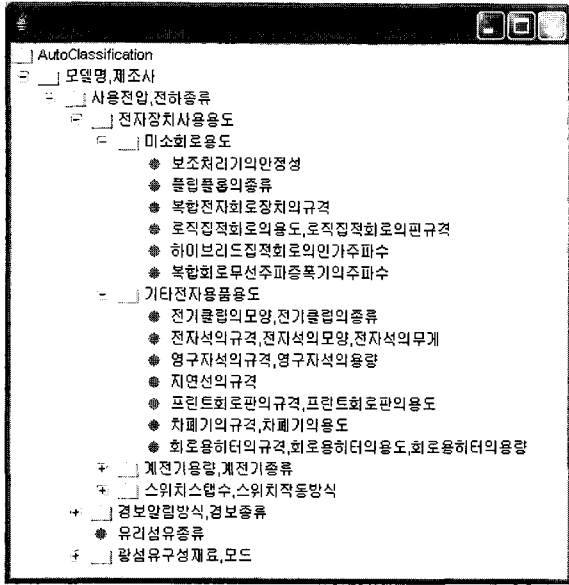 AutoClassification
모델명,제조사
사용전압,전하종류
전자장치사용용도
미소회로용도
보조처리기의안정성
플립플롭의종류
복합전자회로장치의규격
로직집적회로의용도,로직집적회로의핀규격
하이브리드집적회로의인가주파수
복합회로무선주파증폭기의주파수
기타전자용품용도
전기클립의모양,전기클립의종류
전자석의규격,전자석의모양,전자석의무게
영구자석의규격,영구자석의용량
지연선의규격
프린트회로판의규격,프린트회로판의용도
차폐기의규격,차폐기의용도
회로용히터의규격,회로용히터의용도,회로용히터의용량
계전기용량,계전기종류
스위치스탭수,스위치작동방식
경보알림방식,경보종류
유리섬유종류
광섬유구성재료,모드